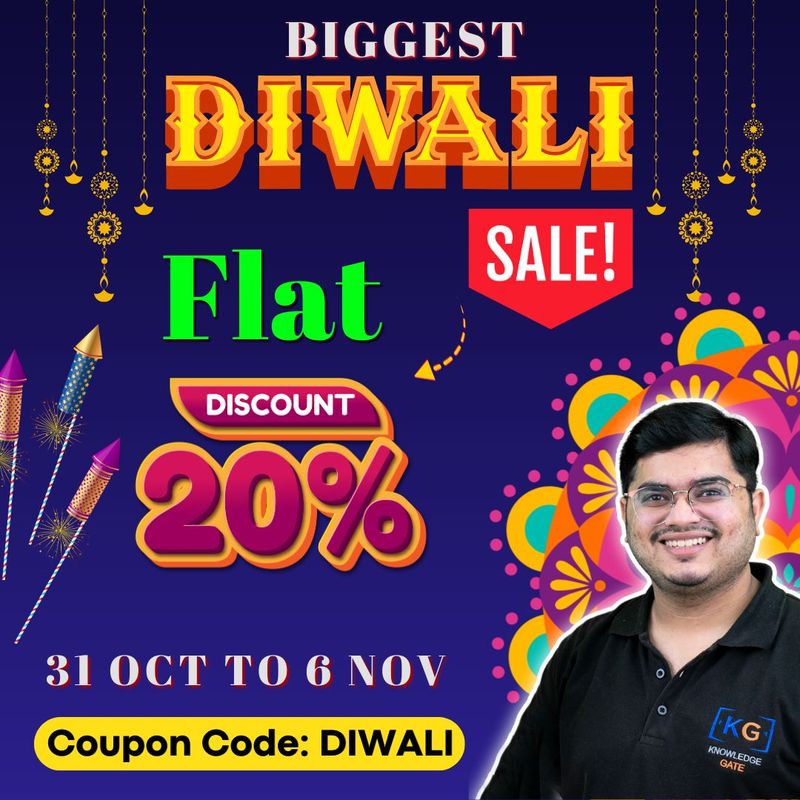 BIGGEST
DIWALI
SALE!
Flat
DISCOUNT
20%
31 OCT TO 6 NOV
Coupon Code: DIWALI
KG
KNOWLEDGE
GATE